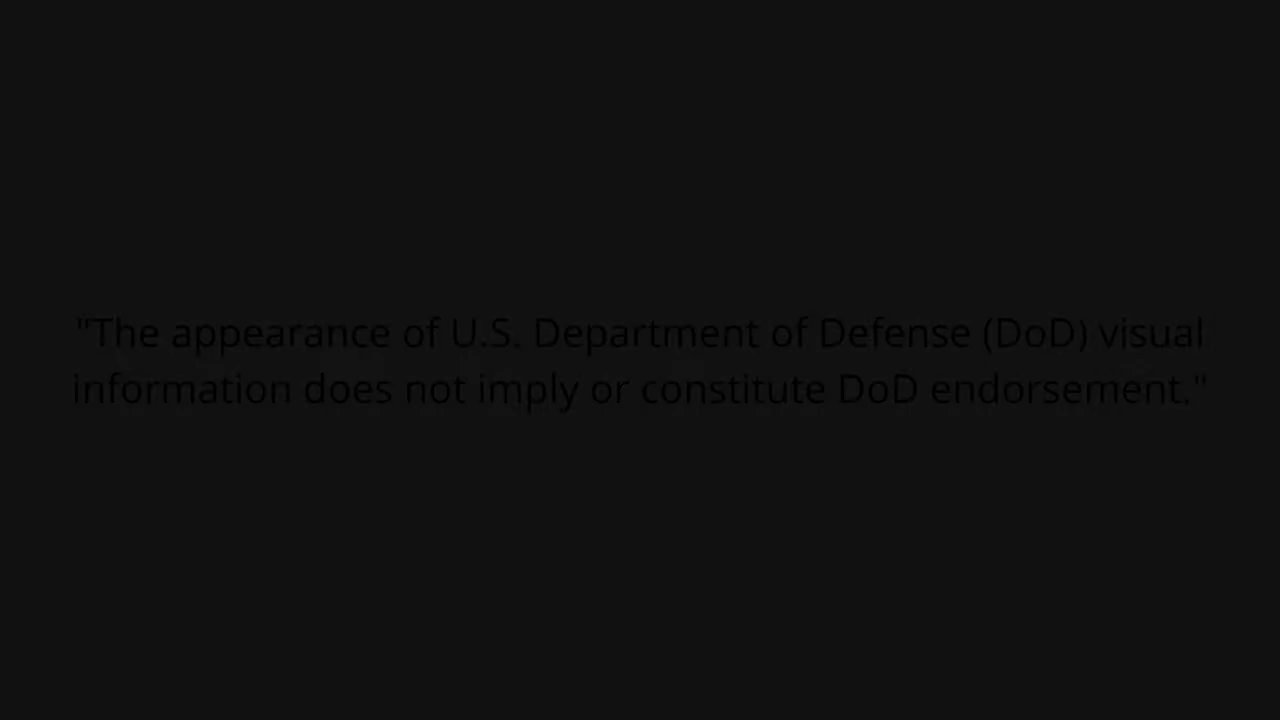 "The appearance of U.S. Department of Defense (DoD) visual
information does not imply or constitute DoD endorsement."